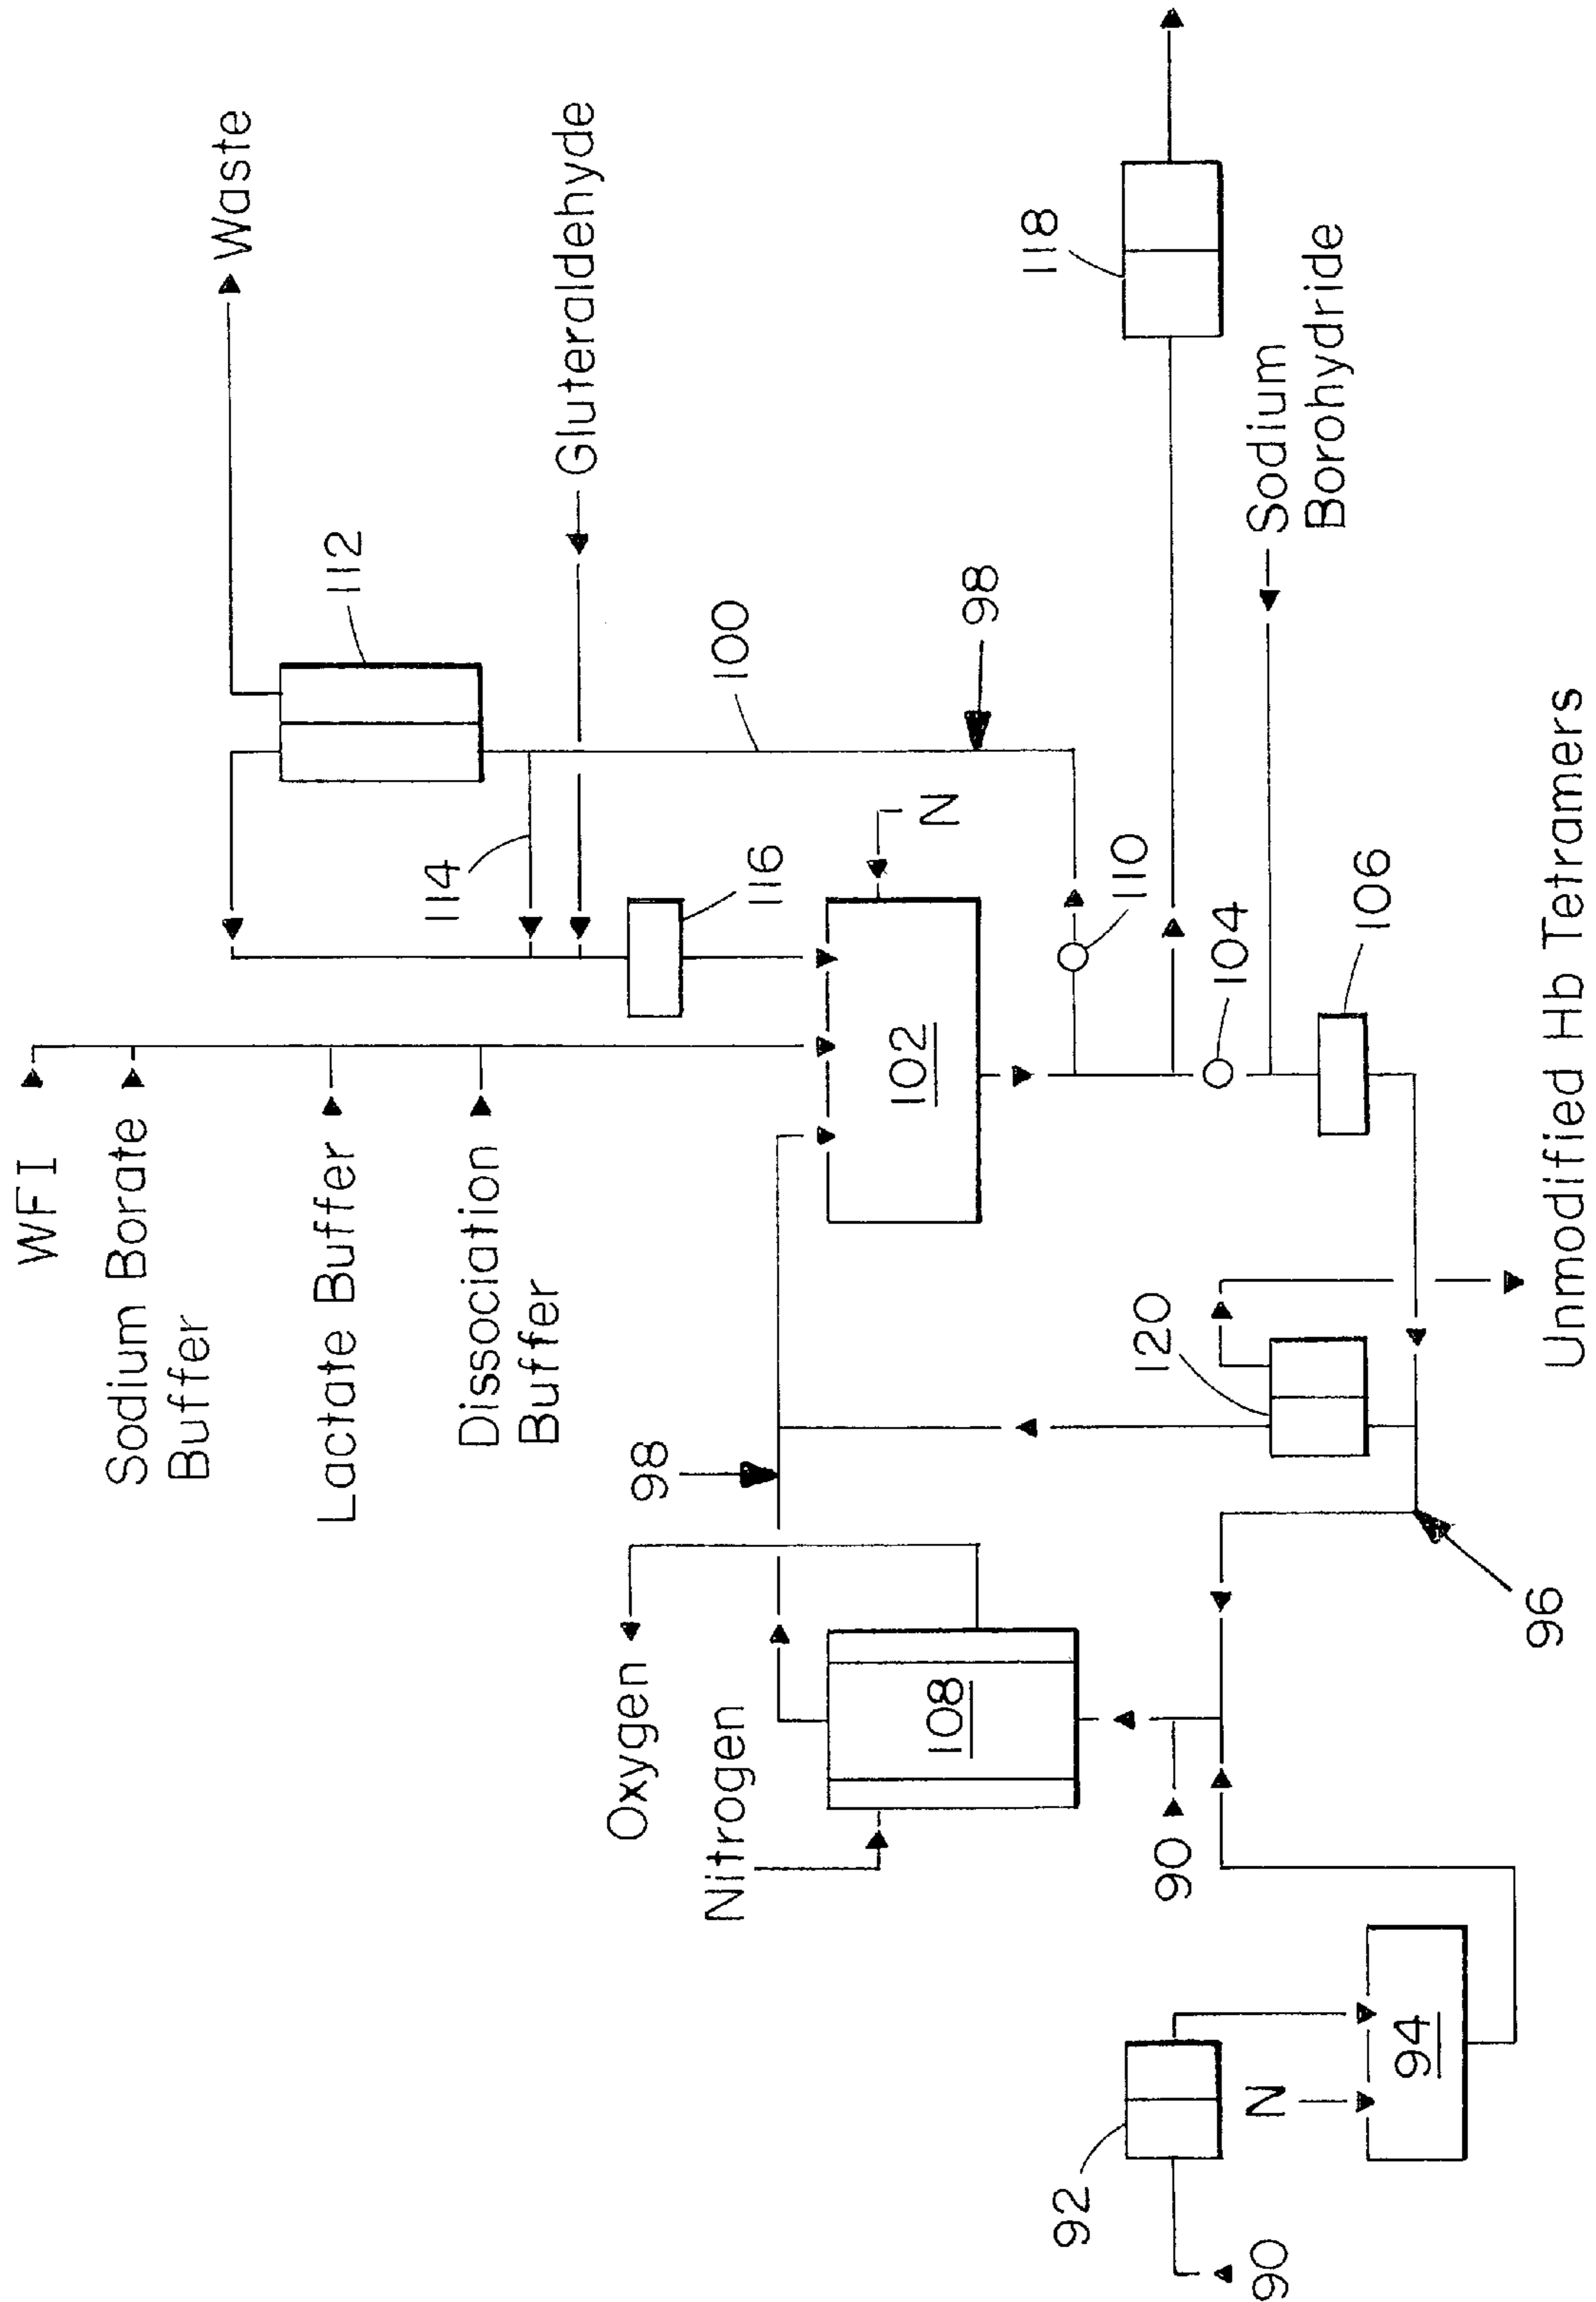 WFI
Sodium Borate
Buffer
Lactate Buffer
Dissociation
Buffer
Waste
Gluteraldehyde
112
114
100
116
N
98
102
110
118
104
Sodium
Borohydride
106
98
120
Unmodified Hb Tetramers
Oxygen
Nitrogen
108
90
96
92
N
94
90